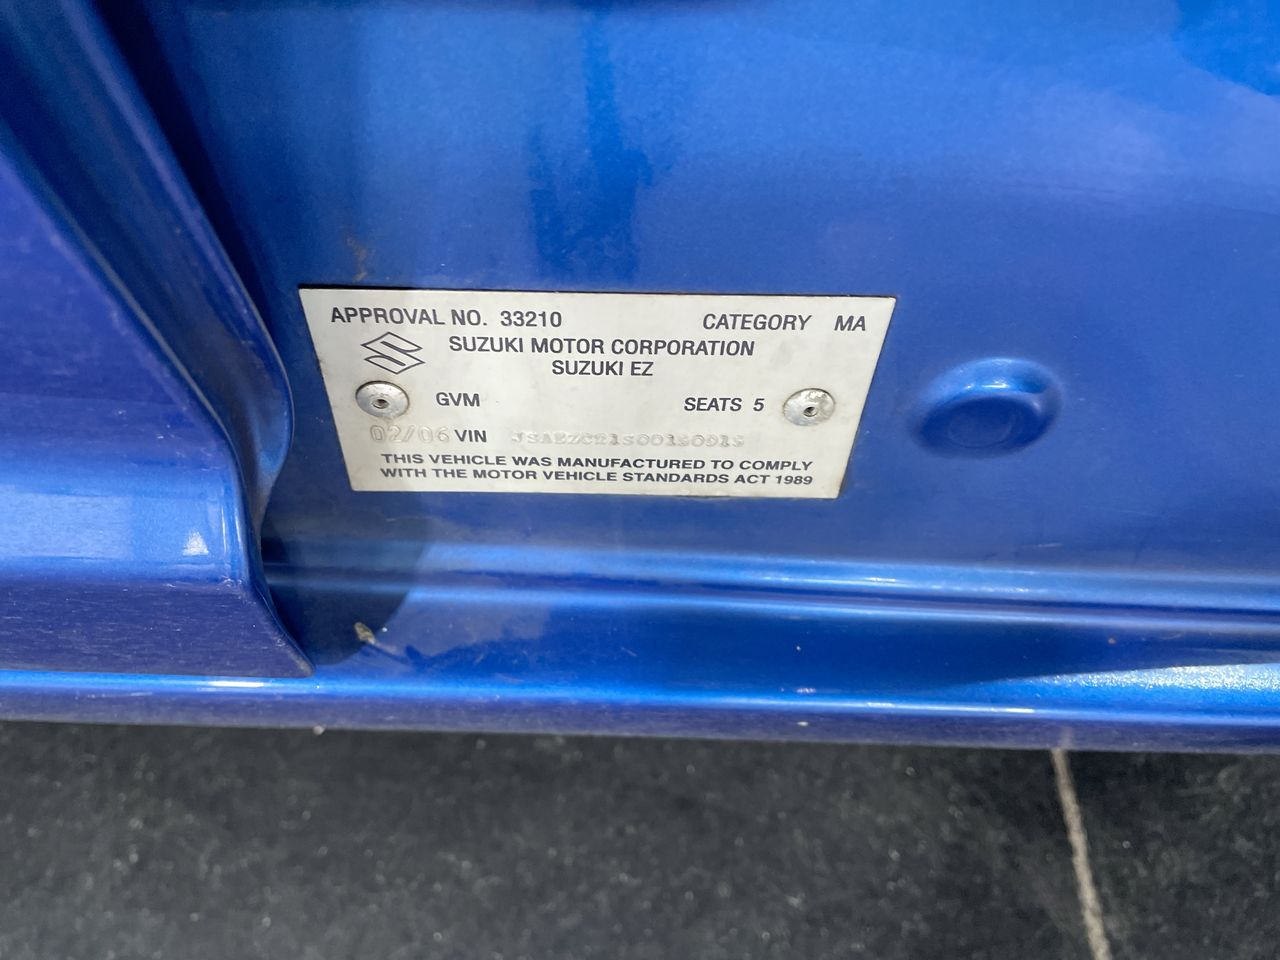 APPROVAL NO. 33210 CATEGORY MA
SUZUKI MOTOR CORPORATION
SUZUKI EZ
GVM SEATS 5
02/06 VIN
THIS VEHICLE WAS MANUFACTURED TO COMPLY
WITH THE MOTOR VEHICLE STANDARDS ACT 1989